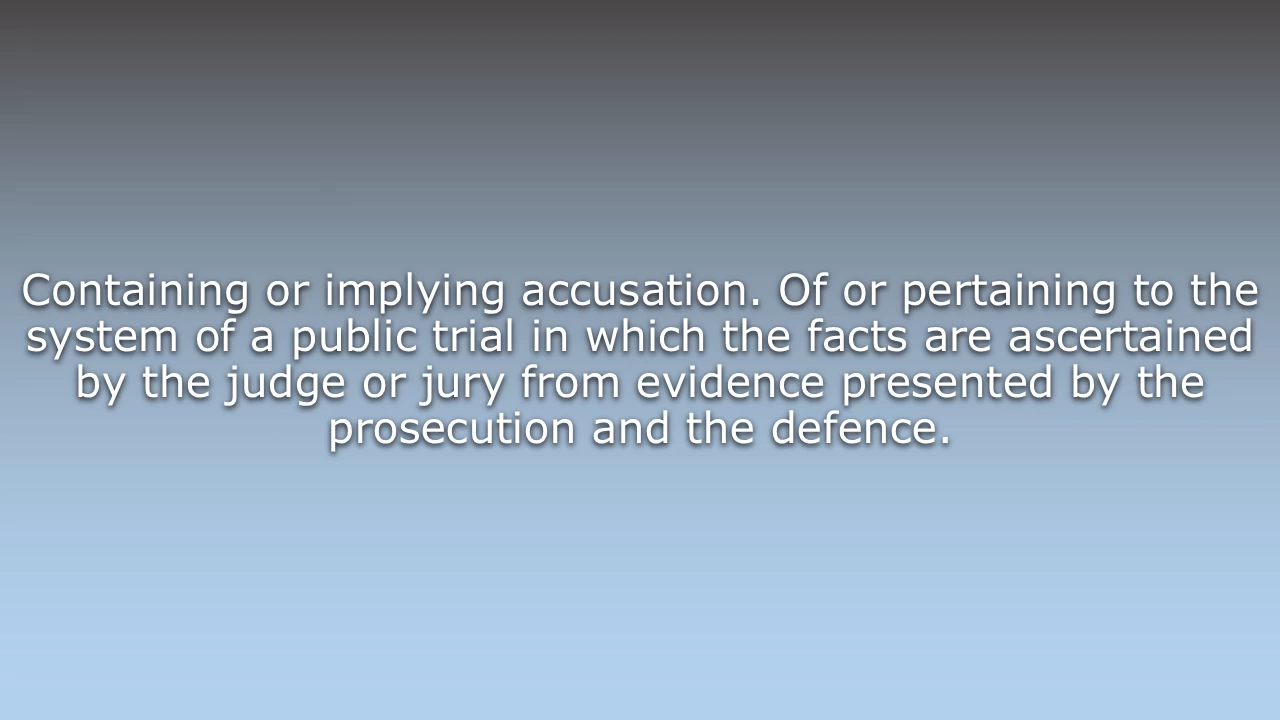 Containing or implying accusation. Of or pertaining to the
system of a public trial in which the facts are ascertained
by the judge or jury from evidence presented by the
prosecution and the defence.